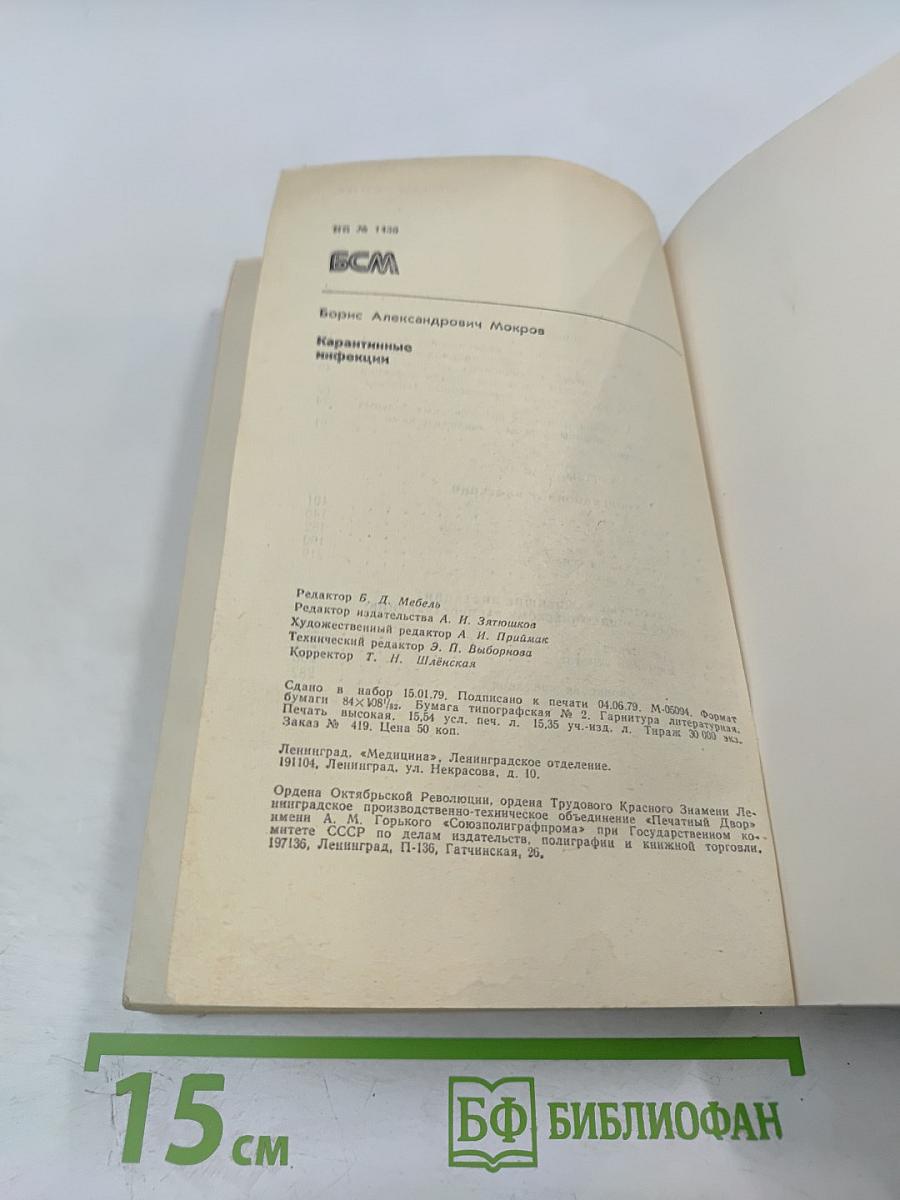 ИБ № 1430
БСМ
Борис Александрович Мокров
Карантинные
инфекции
Редактор Б. Д. Мебель
Редактор издательства А. И. Зятюшков
Художественный редактор А. И. Приймак
Технический редактор Э. П. Выборнова
Корректор Т. Н. Шлёнская
Сдано в набор 15.01.79. Подписано к печати 04.06.79. М-05094. Формат
бумаги 84×108¹/₃₂. Бумага типографская № 2. Гарнитура литературная.
Печать высокая. 15,54 усл. печ. л. 15,35 уч.-изд. л. Тираж 30 000 экз.
Заказ № 419. Цена 50 коп.
Ленинград, «Медицина», Ленинградское отделение.
191104, Ленинград, ул. Некрасова, д. 10.
Ордена Октябрьской Революции, ордена Трудового Красного Знамени Ле-
нинградское производственно-техническое объединение «Печатный Двор»
имени А. М. Горького «Союзполиграфпрома» при Государственном ко-
митете СССР по делам издательств, полиграфии и книжной торговли.
197136, Ленинград, П-136, Гатчинская, 26.
15 см
БФ БИБЛИОФАН